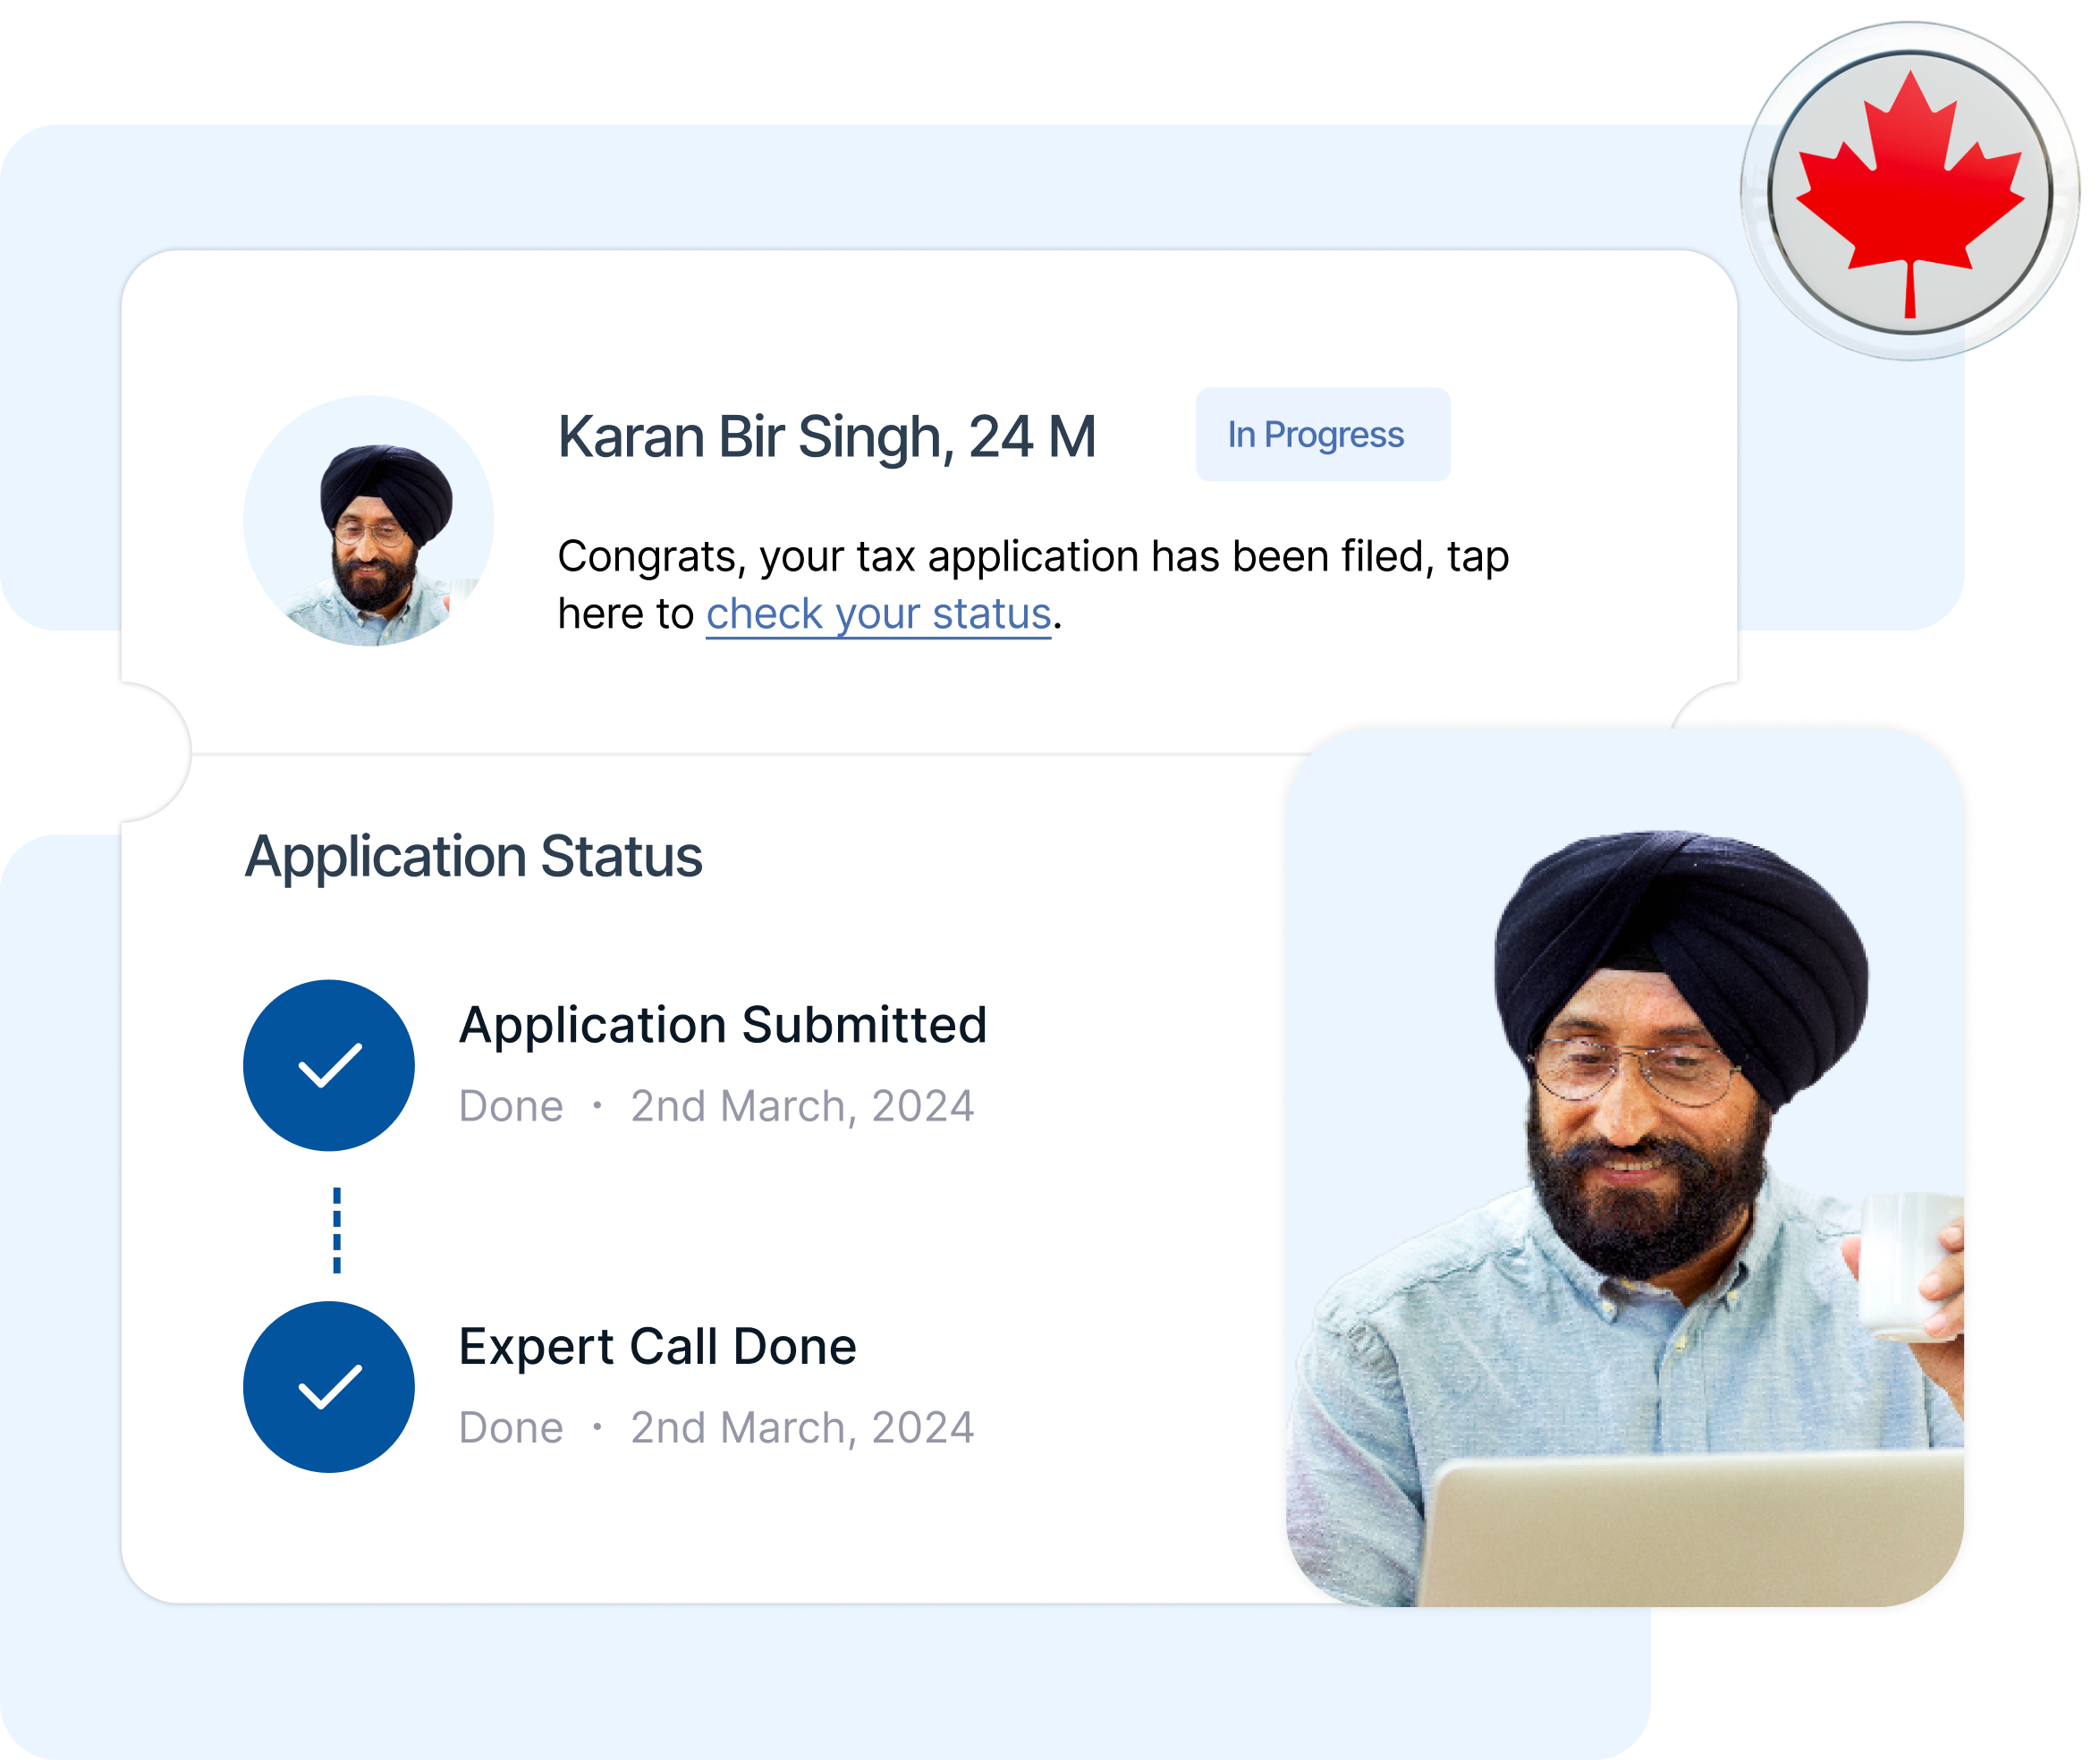 Karan Bir Singh, 24 M
In Progress
Congrats, your tax application has been filed, tap
here to check your status.
Application Status
Application Submitted
Done • 2nd March, 2024
Expert Call Done
Done • 2nd March, 2024